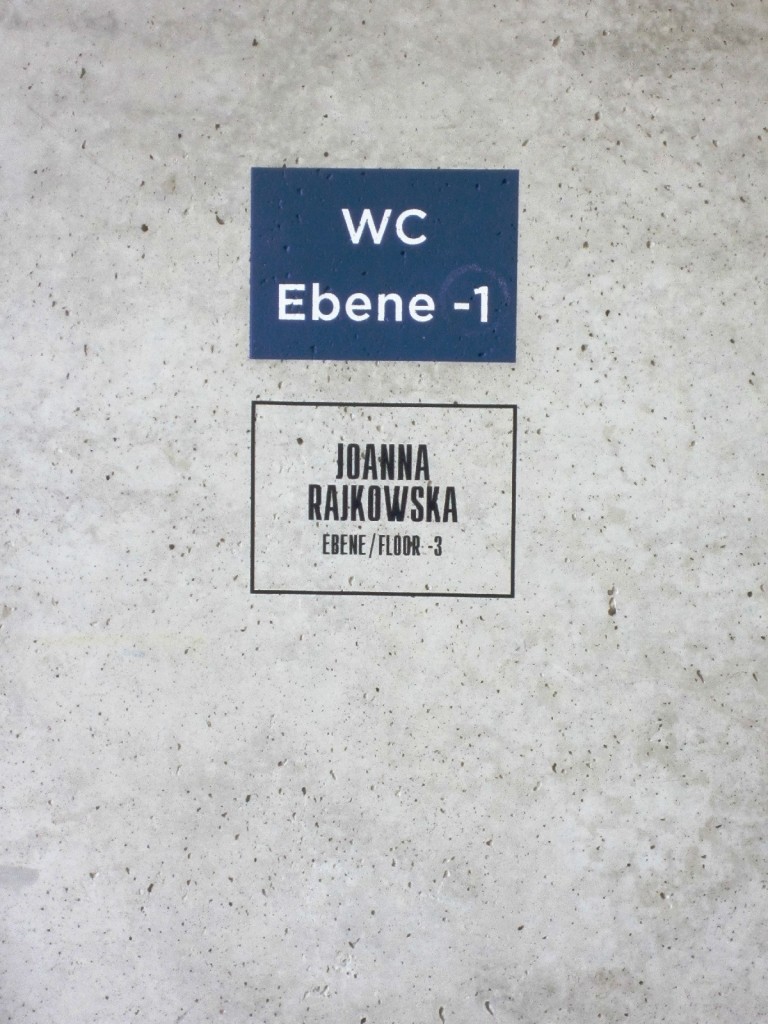 WC
Ebene -1
JOANNA
RAJKOWSKA
EBENE/FLOOR -3